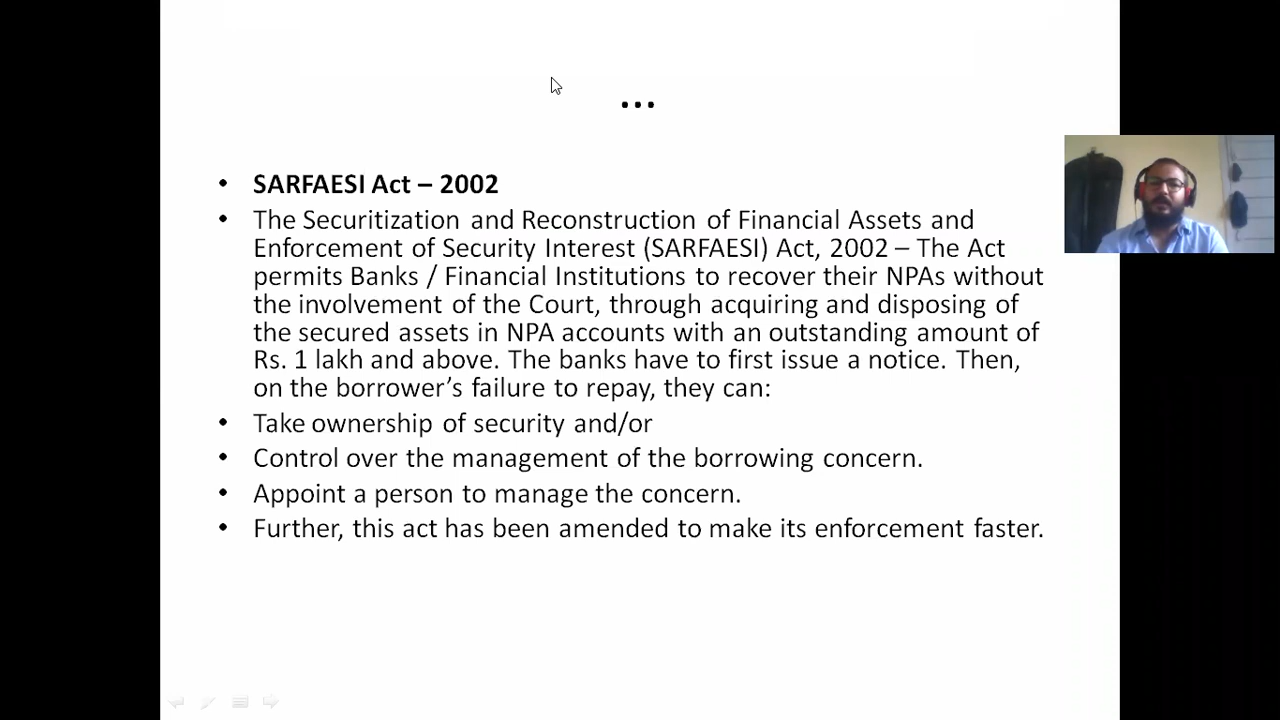 ...
• SARFAESI Act – 2002
• The Securitization and Reconstruction of Financial Assets and
Enforcement of Security Interest (SARFAESI) Act, 2002 – The Act
permits Banks / Financial Institutions to recover their NPAs without
the involvement of the Court, through acquiring and disposing of
the secured assets in NPA accounts with an outstanding amount of
Rs. 1 lakh and above. The banks have to first issue a notice. Then,
on the borrower’s failure to repay, they can:
• Take ownership of security and/or
• Control over the management of the borrowing concern.
• Appoint a person to manage the concern.
• Further, this act has been amended to make its enforcement faster.